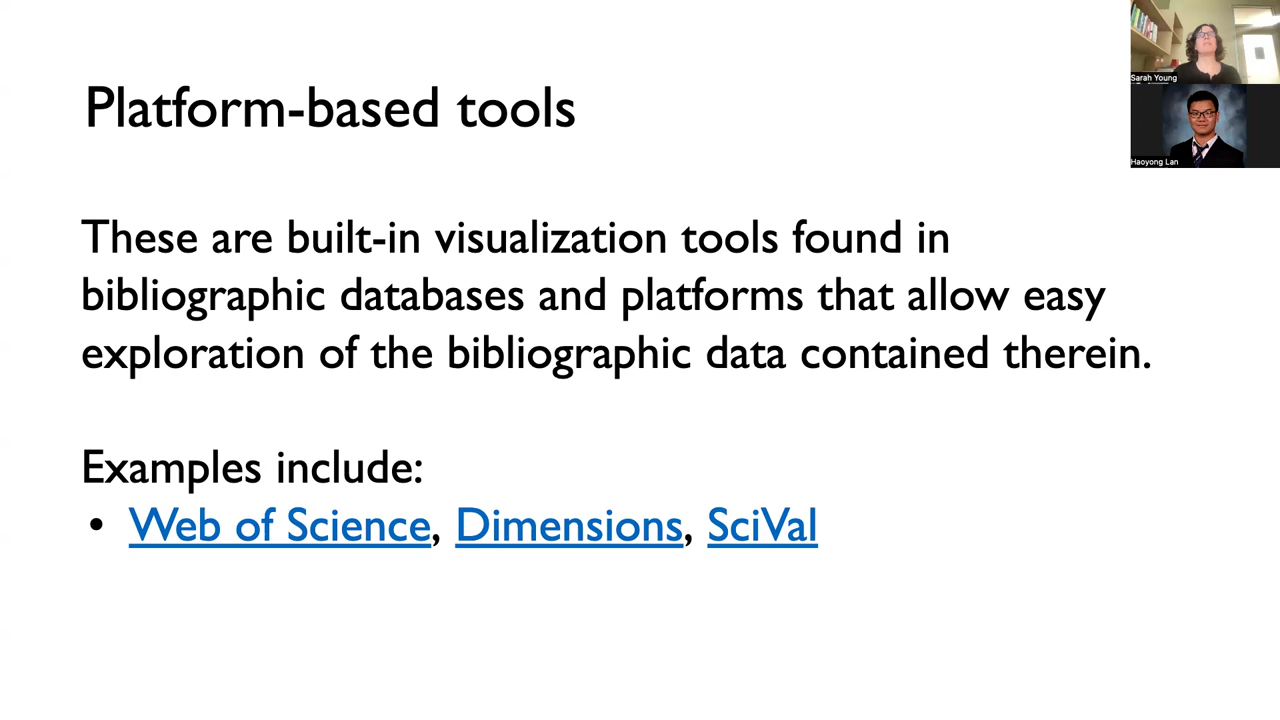 Platform-based tools
These are built-in visualization tools found in
bibliographic databases and platforms that allow easy
exploration of the bibliographic data contained therein.
Examples include:
• Web of Science, Dimensions, SciVal
Sarah Young
Haoyong Lan